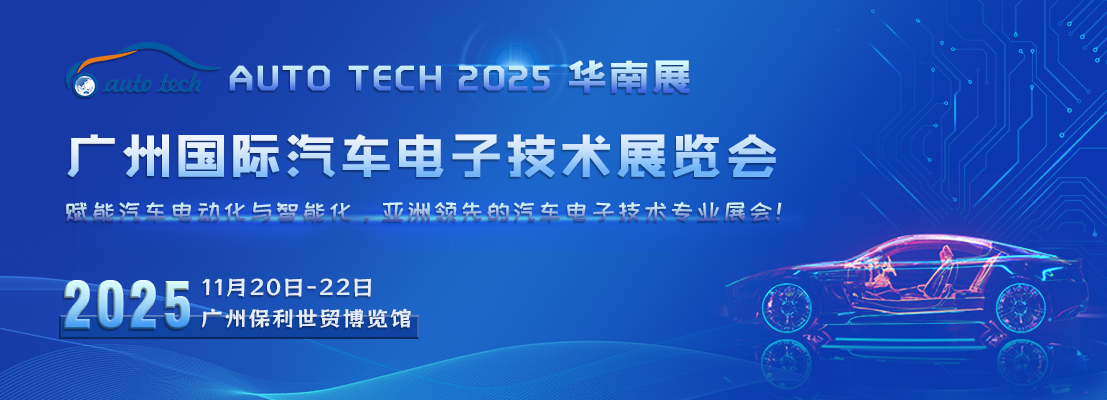 auto tech
AUTO TECH 2025 华南展
广州国际汽车电子技术展览会
赋能汽车电动化与智能化，亚洲领先的汽车电子技术专业展会！
2025
11月20日-22日
广州保利世贸博览馆